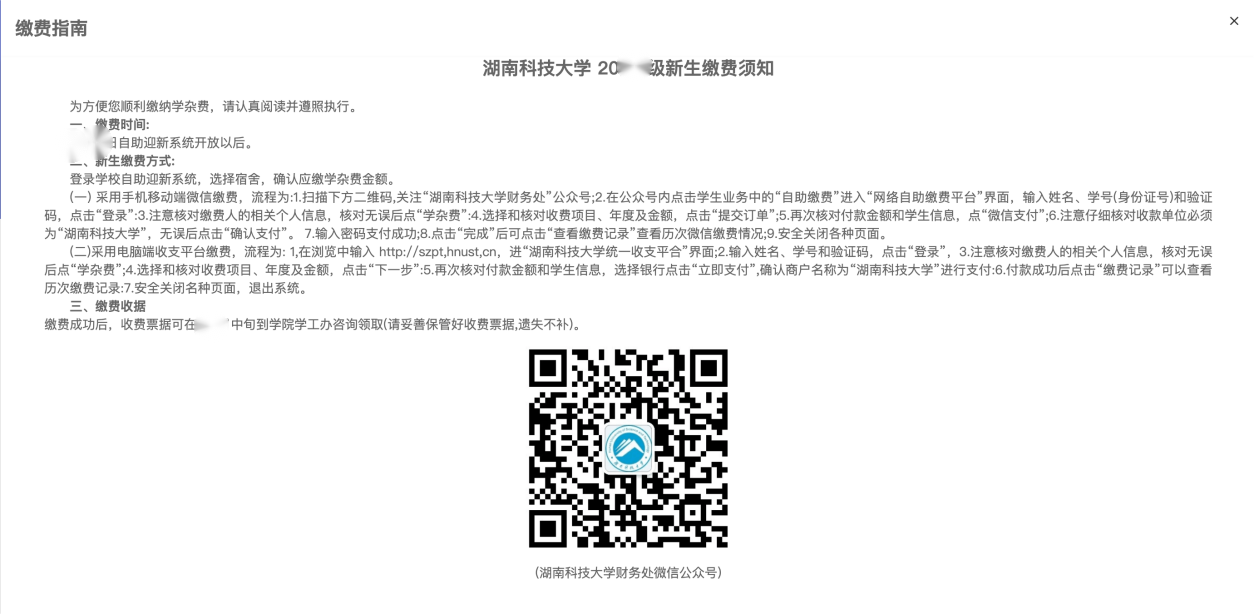 缴费指南
×
湖南科技大学 20 级新生缴费须知
为方便您顺利缴纳学杂费，请认真阅读并遵照执行。
一、缴费时间:
日自助迎新系统开放以后。
二、新生缴费方式:
登录学校自助迎新系统，选择宿舍，确认应缴学杂费金额。
(一) 采用手机移动端微信缴费，流程为:1.扫描下方二维码,关注“湖南科技大学财务处”公众号;2.在公众号内点击学生业务中的“自助缴费”进入“网络自助缴费平台”界面，输入姓名、学号(身份证号)和验证
码，点击“登录”:3.注意核对缴费人的相关个人信息，核对无误后点“学杂费”:4.选择和核对收费项目、年度及金额，点击“提交订单”;5.再次核对付款金额和学生信息，点“微信支付”;6.注意仔细核对收款单位必须
为“湖南科技大学”，无误后点击“确认支付”。 7.输入密码支付成功;8.点击“完成”后可点击“查看缴费记录”查看历次微信缴费情况;9.安全关闭各种页面。
(二)采用电脑端收支平台缴费，流程为: 1,在浏览中输入 http://szpt,hnust,cn，进“湖南科技大学统一收支平合”界面;2.输入姓名、学号和验证码，点击“登录”，3.注意核对缴费人的相关个人信息，核对无误
后点“学杂费”;4.选择和核对收费项目、年度及金额，点击“下一步”:5.再次核对付款金额和学生信息，选择银行点击“立即支付”,确认商户名称为“湖南科技大学”进行支付:6.付款成功后点击“缴费记录”可以查看
历次缴费记录:7.安全关闭名种页面，退出系统。
三、缴费收据
缴费成功后，收费票据可在 中旬到学院学工办咨询领取(请妥善保管好收费票据,遗失不补)。
(湖南科技大学财务处微信公众号)